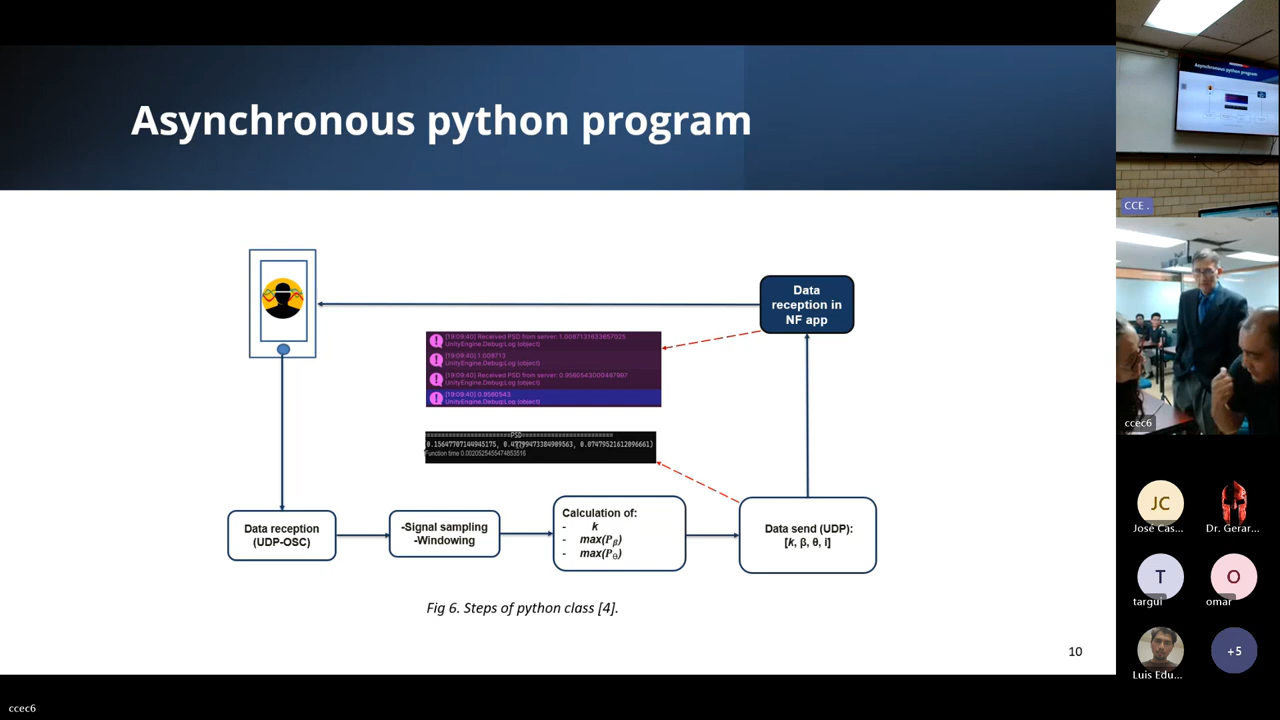 Asynchronous python program
Data
reception in
NF app
[19:09:40] Received PSD from server: 1.0087131633657025
UnityEngine.Debug:Log (object)
[19:09:40] 1.008713
UnityEngine.Debug:Log (object)
[19:09:40] Received PSD from server: 0.9560543000467997
UnityEngine.Debug:Log (object)
[19:09:40] 0.9560543
UnityEngine.Debug:Log (object)
PSD
Function time 0.0020525455474853516
Data reception
(UDP-OSC)
-Signal sampling
-Windowing
Calculation of:
- k
- max(Pβ)
- max(Pθ)
Data send (UDP):
[k, β, θ, i]
Fig 6. Steps of python class [4].
10
ccec6
Asynchronous python program
CCE .
ccec6
JC
José Cas...
Dr. Gerar...
T
targui
O
omar
Luis Edu...
+5